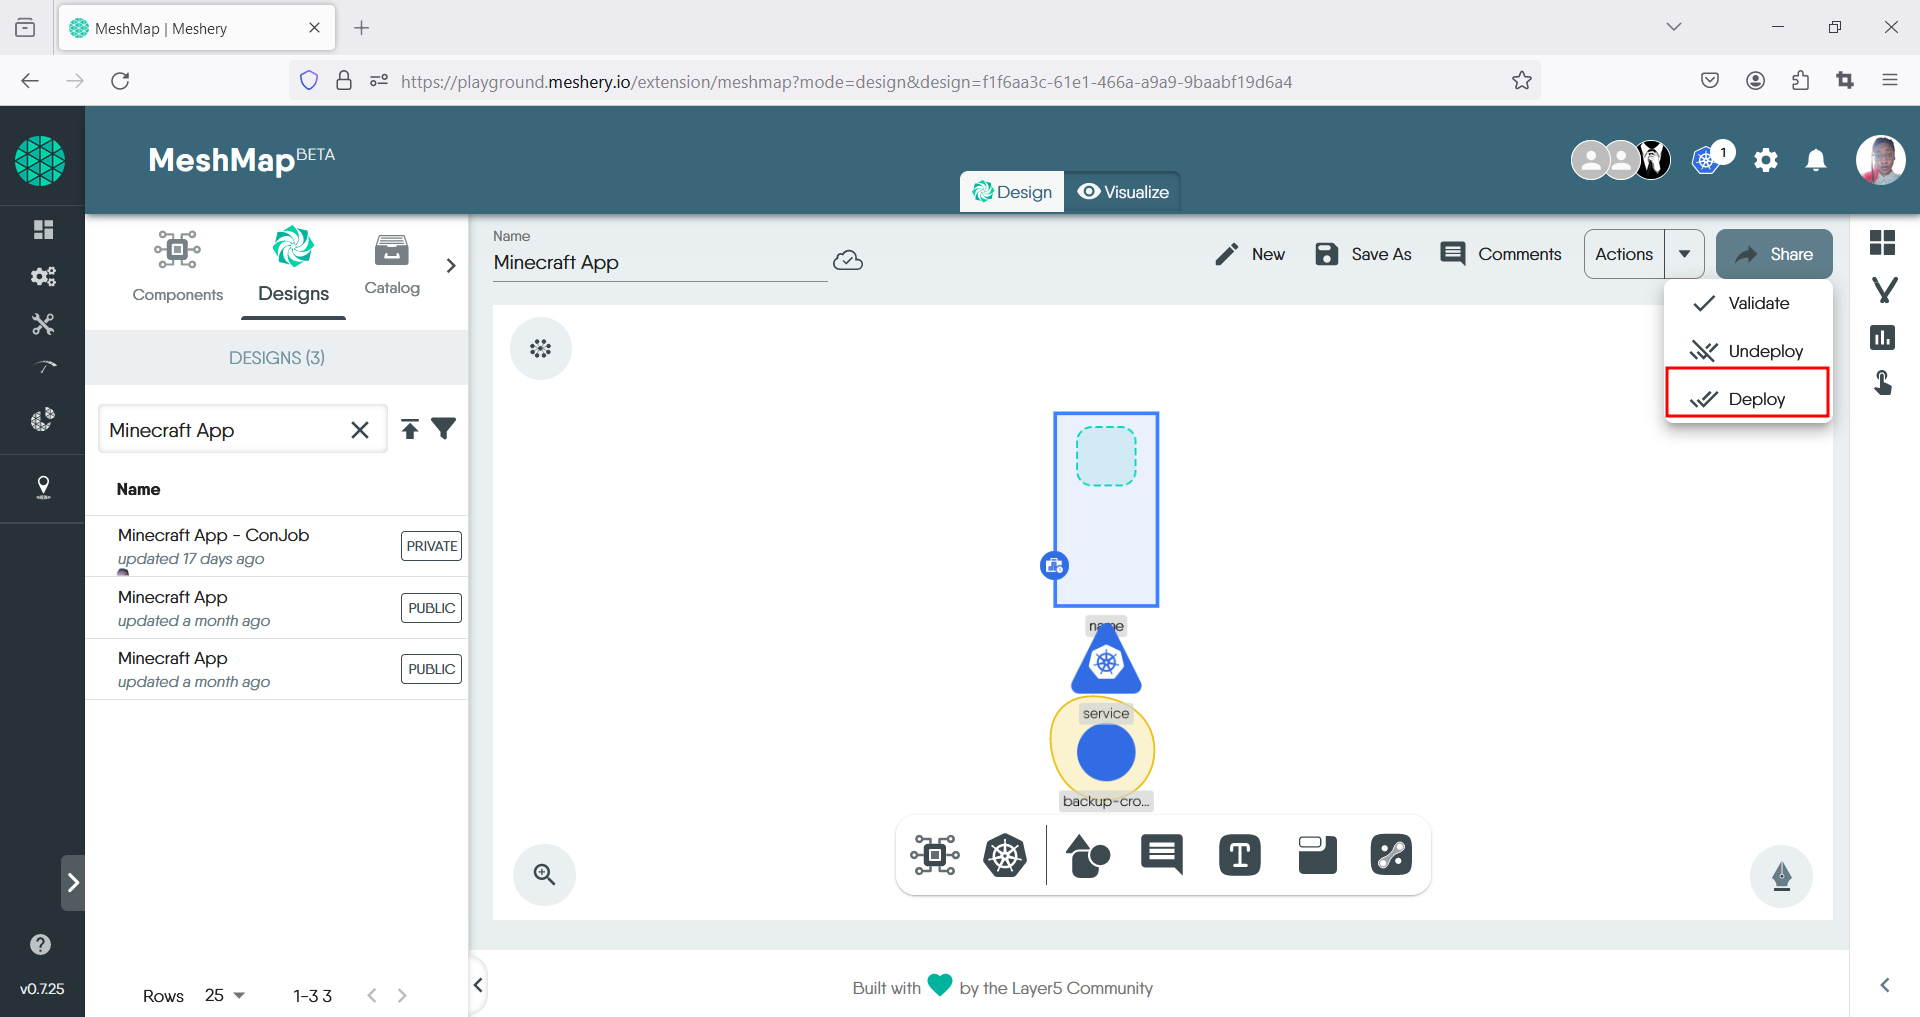 MeshMap | Meshery
https://playground.meshery.io/extension/meshmap?mode=design&design=f1f6aa3c-61e1-466a-a9a9-9baabf19d6a4
MeshMap BETA
1
Design
Visualize
Components
Designs
Catalog
Name
Minecraft App
New
Save As
Comments
Actions
Share
Validate
Undeploy
Deploy
DESIGNS (3)
Minecraft App
Name
Minecraft App - ConJob
updated 17 days ago
PRIVATE
Minecraft App
updated a month ago
PUBLIC
Minecraft App
updated a month ago
PUBLIC
name
service
backup-cro...
T
v0.7.25
Rows
25
1-3 3
Built with by the Layer5 Community